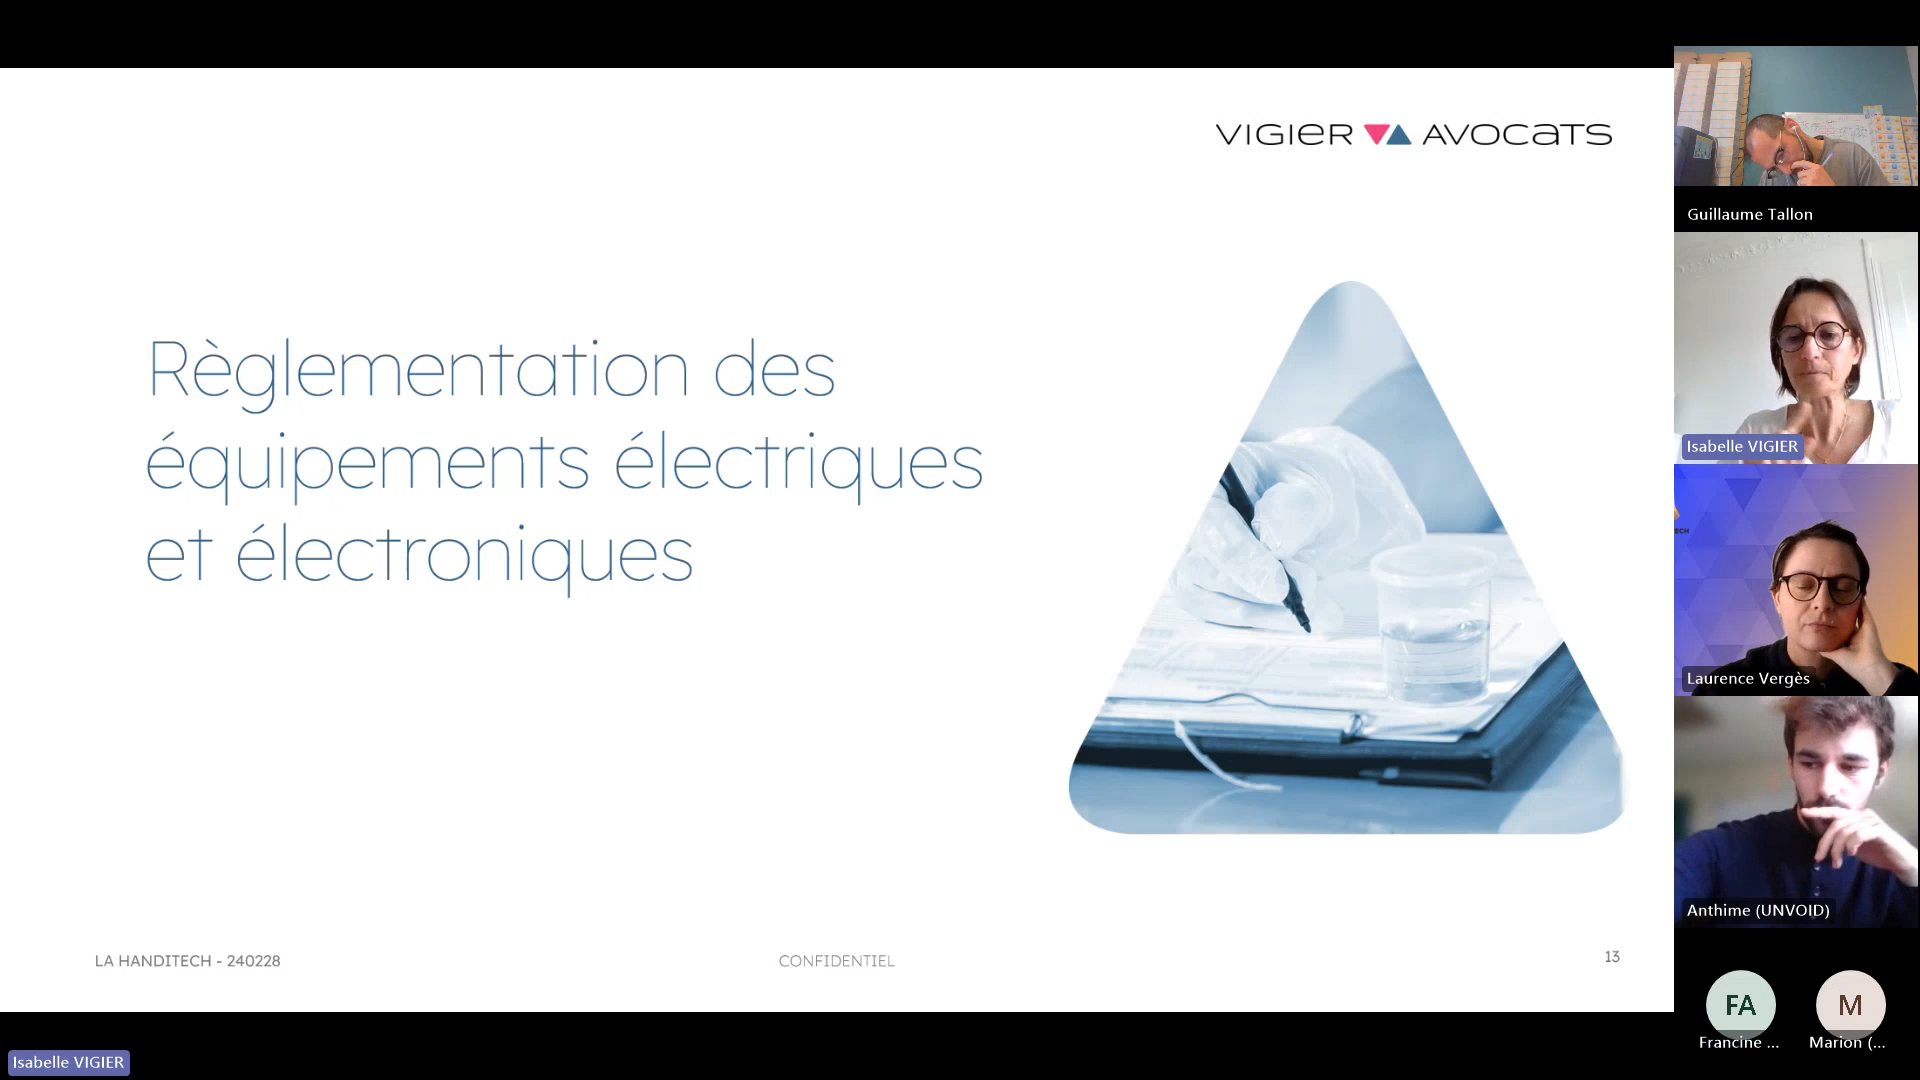 VIGIER AVOCATS
Règlementation des
équipements électriques
et électroniques
LA HANDITECH - 240228
CONFIDENTIEL
13
Isabelle VIGIER
Guillaume Tallon
Isabelle VIGIER
Laurence Vergès
Anthime (UNVOID)
FA
Francine ...
M
Marion (...